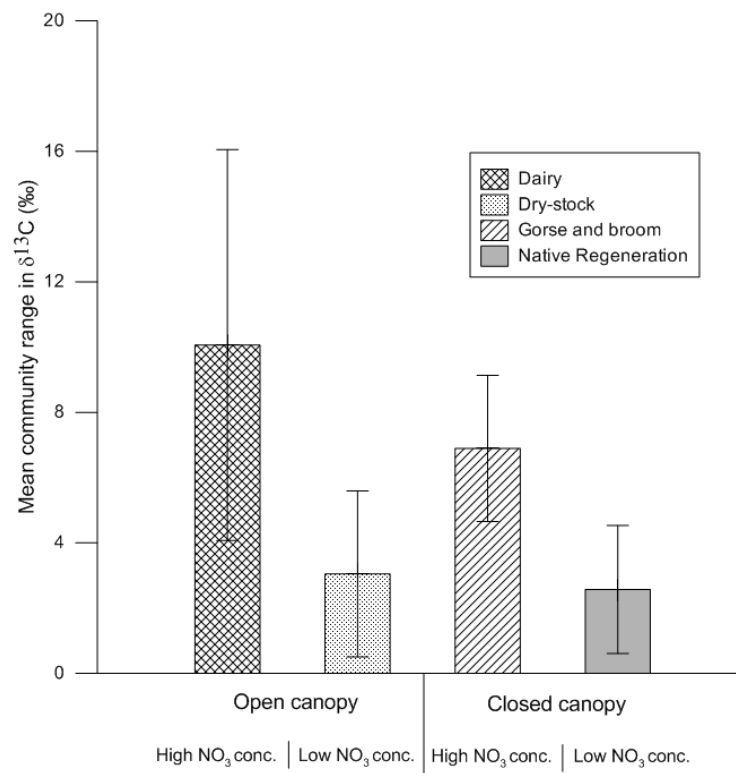 20
16
12
8
4
0
Mean community range in δ13C (‰)
Dairy
Dry-stock
Gorse and broom
Native Regeneration
Open canopy
Closed canopy
High NO3 conc.
Low NO3 conc.
High NO3 conc.
Low NO3 conc.